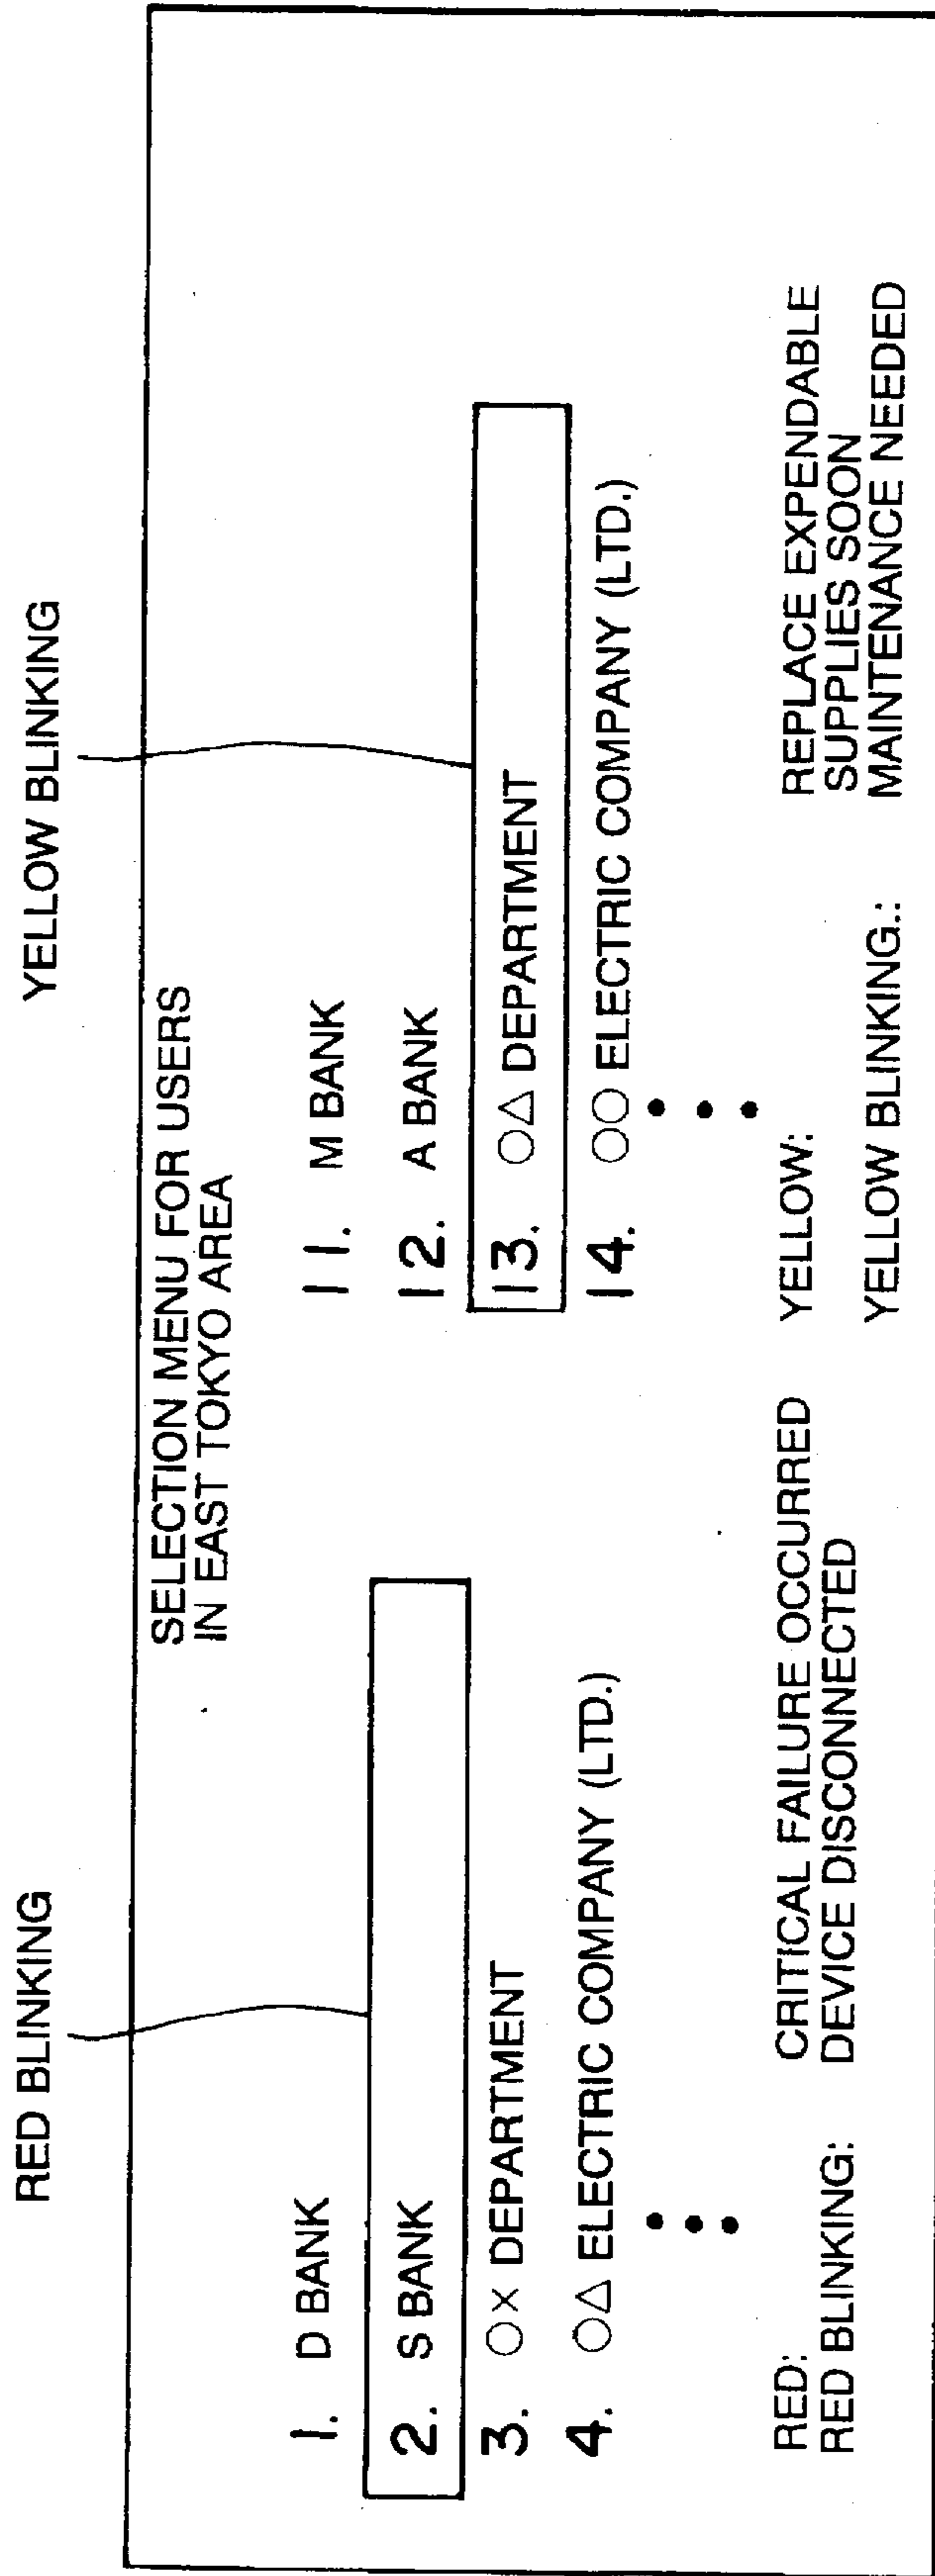 RED BLINKING
YELLOW BLINKING
SELECTION MENU FOR USERS
IN EAST TOKYO AREA
1. D BANK
2. S BANK
3. ○× DEPARTMENT
4. ○△ ELECTRIC COMPANY (LTD.)
11. M BANK
12. A BANK
13. ○△ DEPARTMENT
14. ○○ ELECTRIC COMPANY (LTD.)
RED: CRITICAL FAILURE OCCURRED
RED BLINKING: DEVICE DISCONNECTED
YELLOW: REPLACE EXPENDABLE
SUPPLIES SOON
YELLOW BLINKING.: MAINTENANCE NEEDED